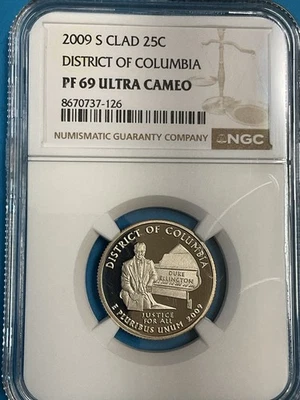 2009 S CLAD 25C
DISTRICT OF COLUMBIA
PF 69 ULTRA CAMEO
8670737-126
NUMISMATIC GUARANTY COMPANY
NGC
DISTRICT OF COLUMBIA
DUKE
ELLINGTON
JUSTICE
FOR ALL
E PLURIBUS UNUM 2009